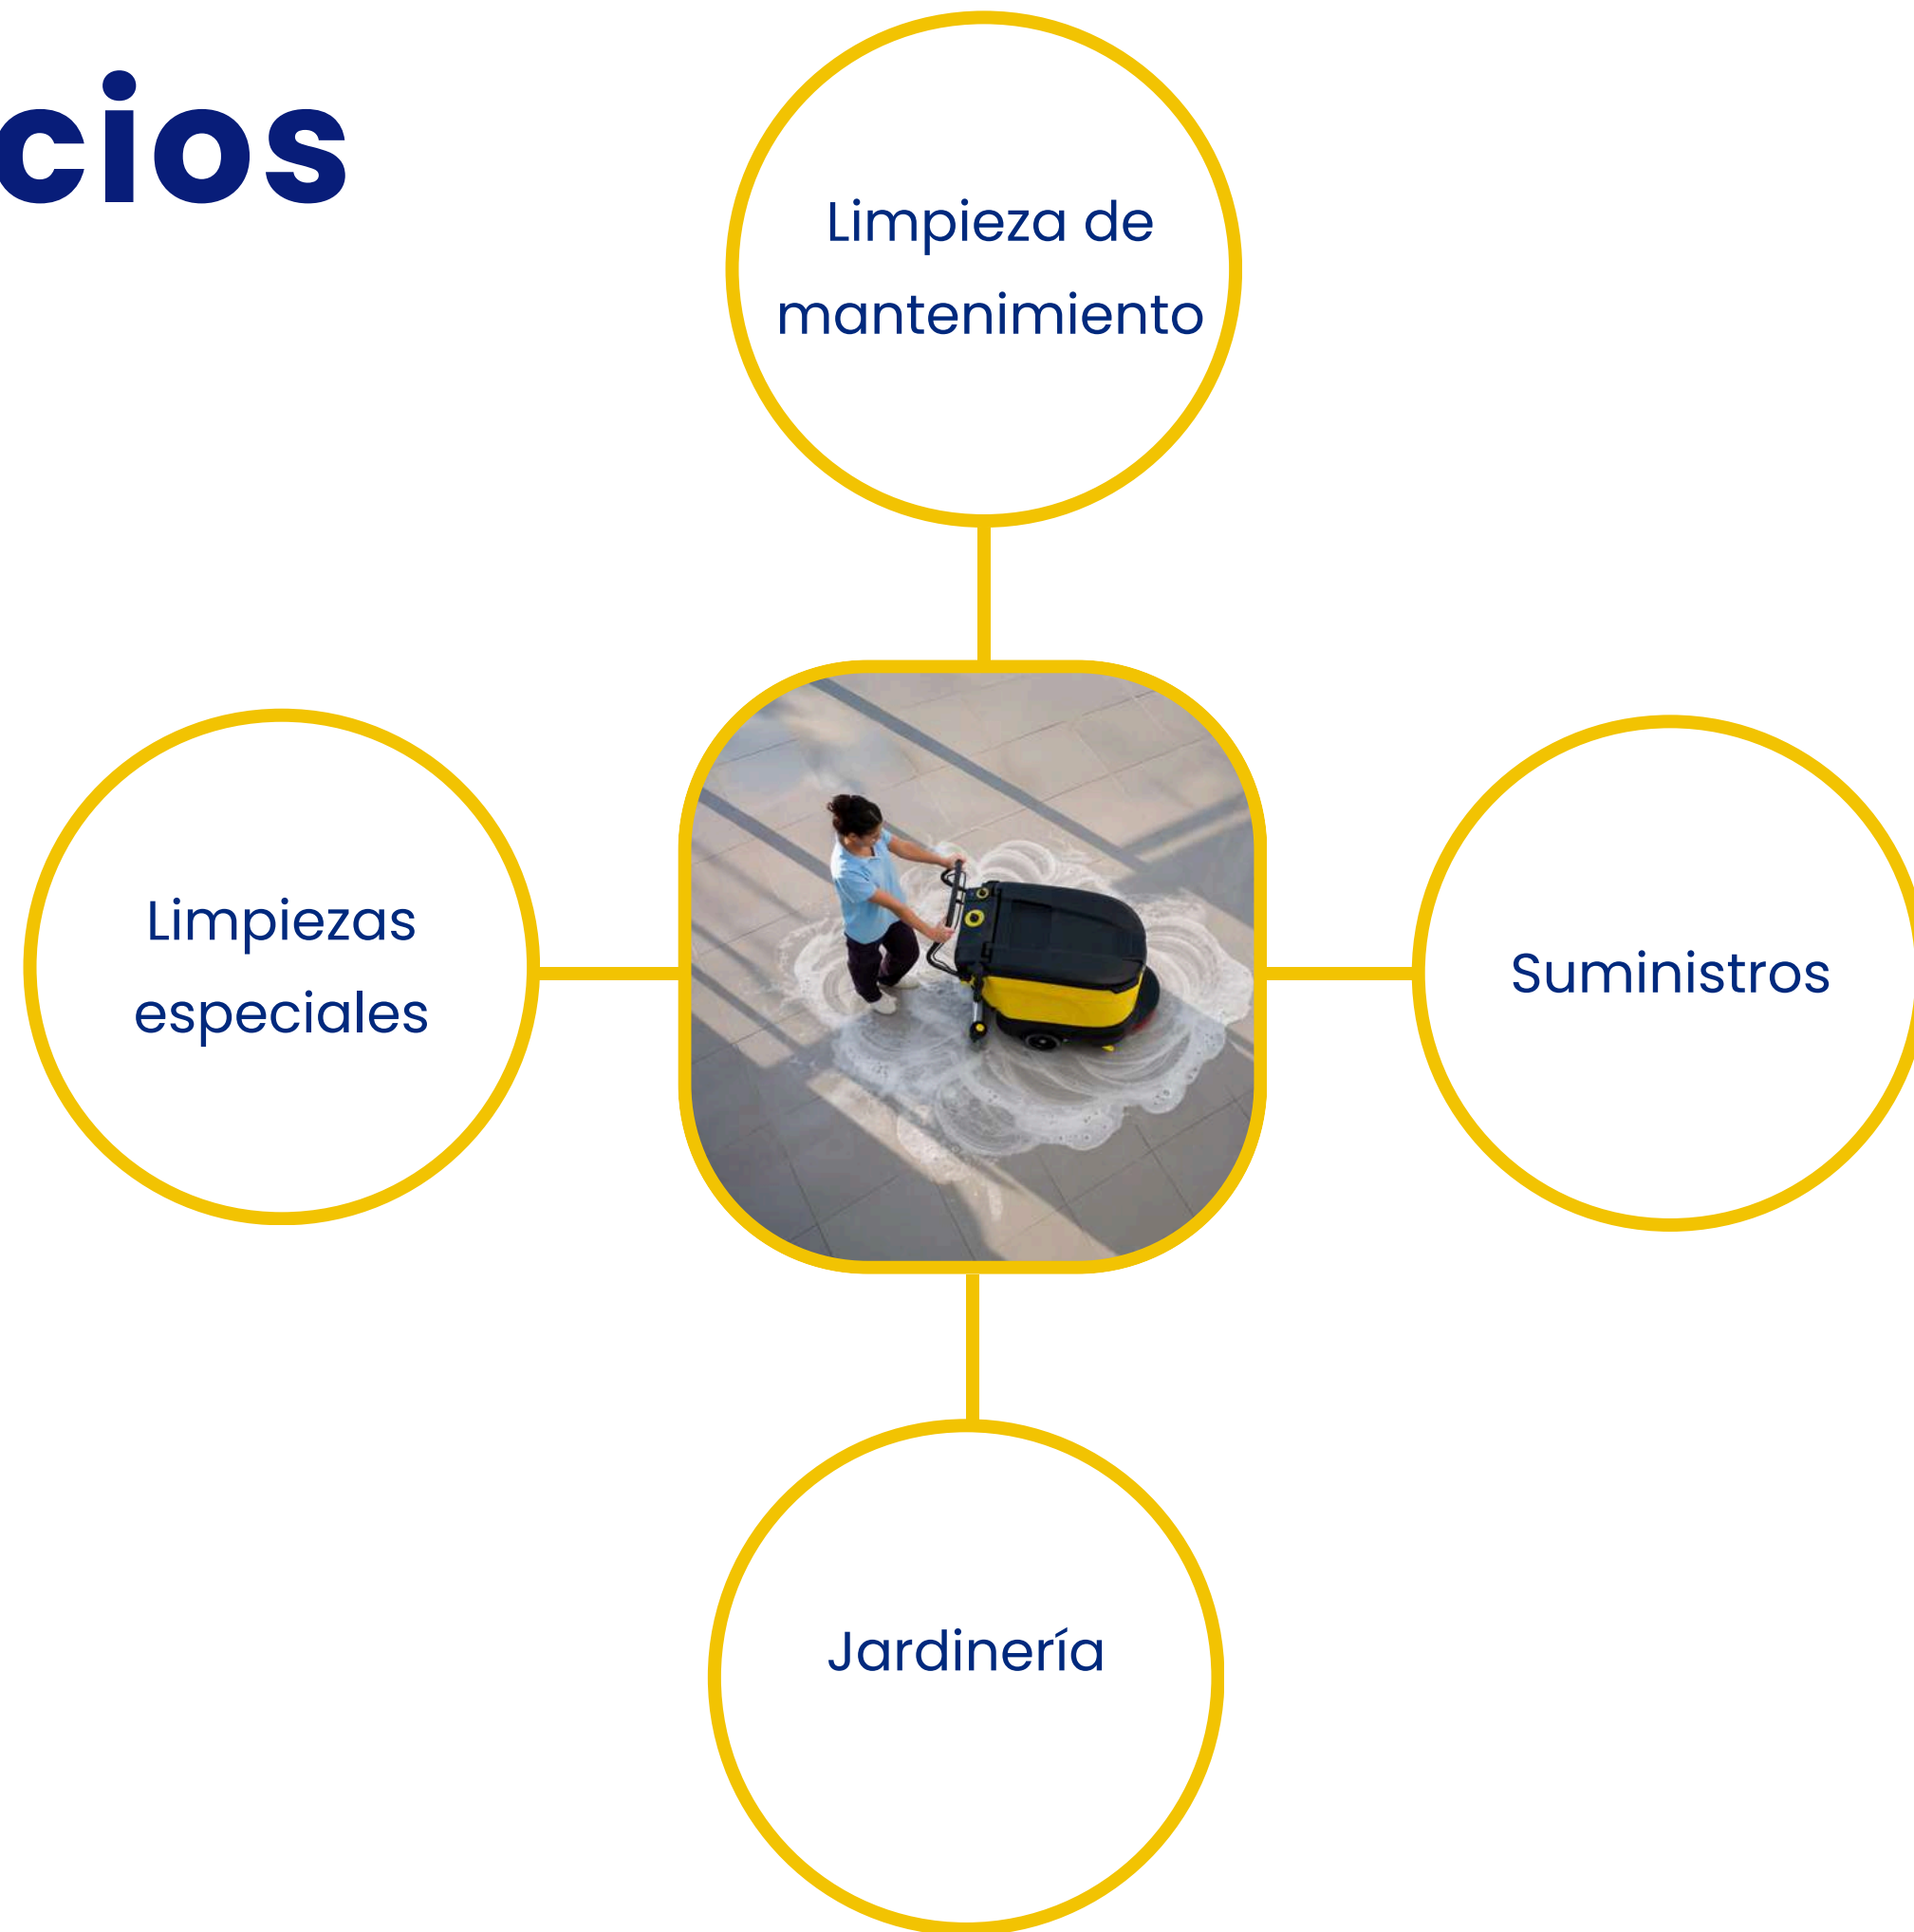 cios
Limpieza de
mantenimiento
Limpiezas
especiales
Suministros
Jardinería